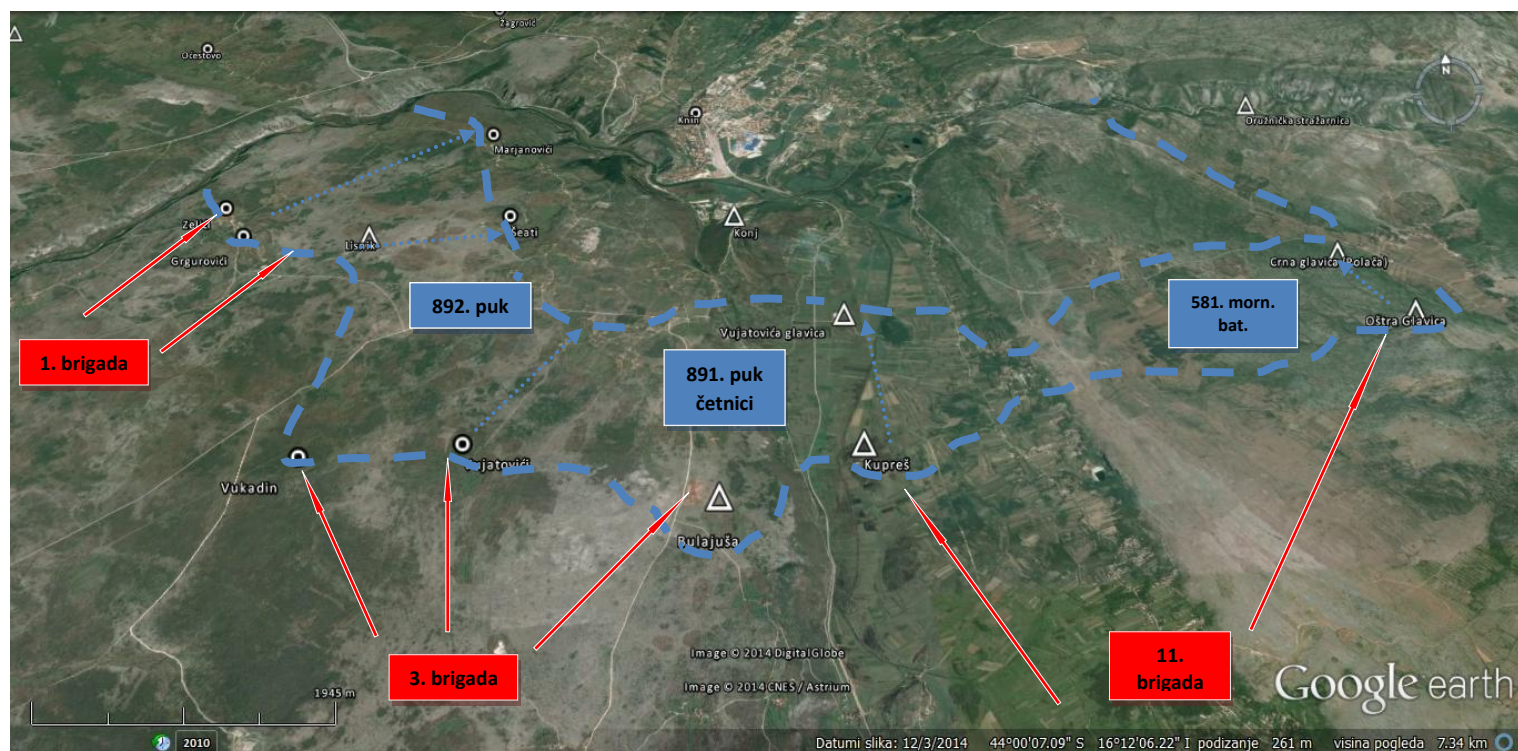 Žagrović
Očestovo
N
Knin
Oružnička stražarnica
Marjanovići
Zelići
Grgurovići
Lisnik
Šeati
Konj
Crna glavica (Polača)
892. puk
581. morn.
bat.
Oštra Glavica
Vujatovića glavica
1. brigada
891. puk
četnici
Vujatovići
Kupreš
Vukadin
Bulajuša
Image © 2014 DigitalGlobe
3. brigada
Image © 2014 CNES / Astrium
11.
brigada
1945 m
Google earth
2010
Datumi slika: 12/3/2014 44°00'07.09" S 16°12'06.22" I podizanje 261 m visina pogleda 7.34 km